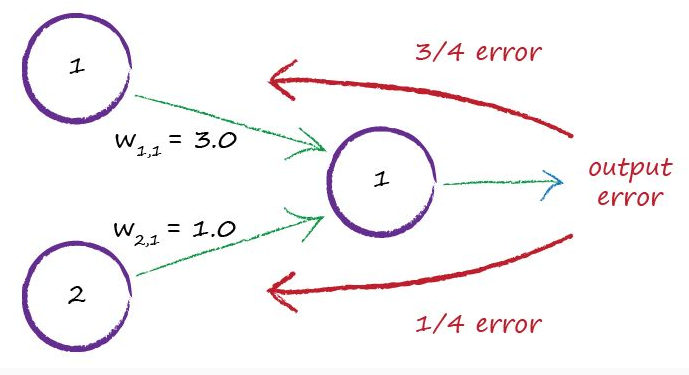 1
3/4 error
w1,1 = 3.0
1
output
error
w2,1 = 1.0
2
1/4 error